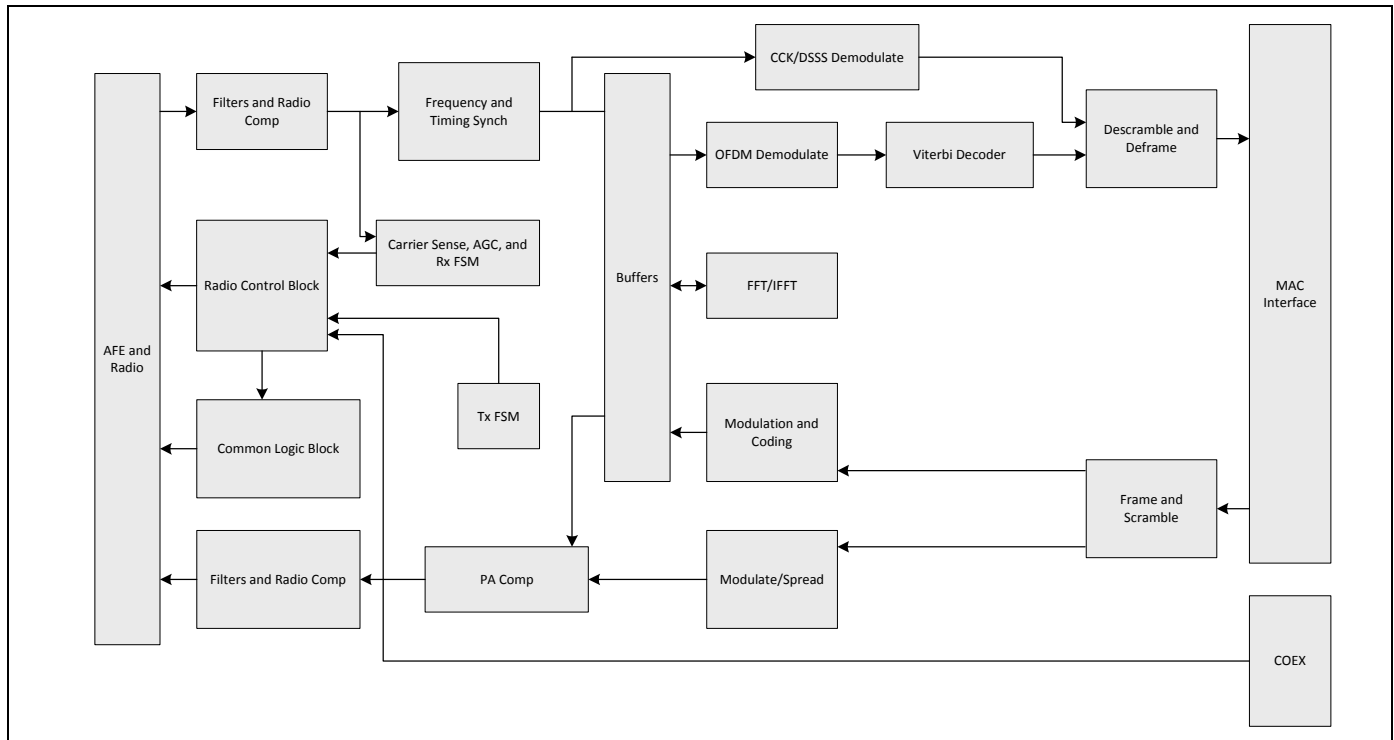 CCK/DSSS Demodulate
Filters and Radio
Comp
Frequency and
Timing Synch
Descramble and
Deframe
OFDM Demodulate
Viterbi Decoder
Carrier Sense, AGC, and
Rx FSM
Radio Control Block
Buffers
FFT/IFFT
MAC
Interface
AFE and
Radio
Tx FSM
Modulation and
Coding
Common Logic Block
Frame and
Scramble
Filters and Radio Comp
PA Comp
Modulate/Spread
COEX